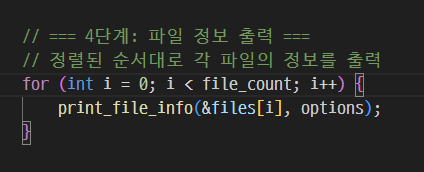 // === 4단계: 파일 정보 출력 ===
// 정렬된 순서대로 각 파일의 정보를 출력
for (int i = 0; i < file_count; i++) {
    print_file_info(&files[i], options);
}